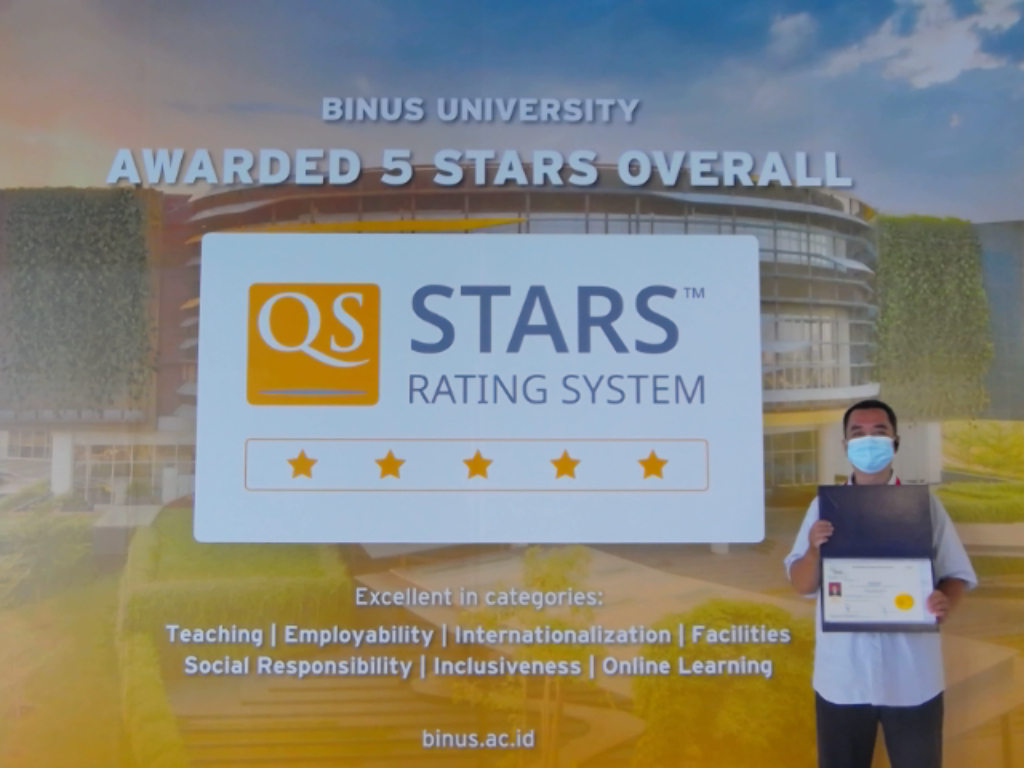 BINUS UNIVERSITY
AWARDED 5 STARS OVERALL
QS
STARS™
RATING SYSTEM
Excellent in categories:
Teaching | Employability | Internationalization | Facilities
Social Responsibility | Inclusiveness | Online Learning
binus.ac.id